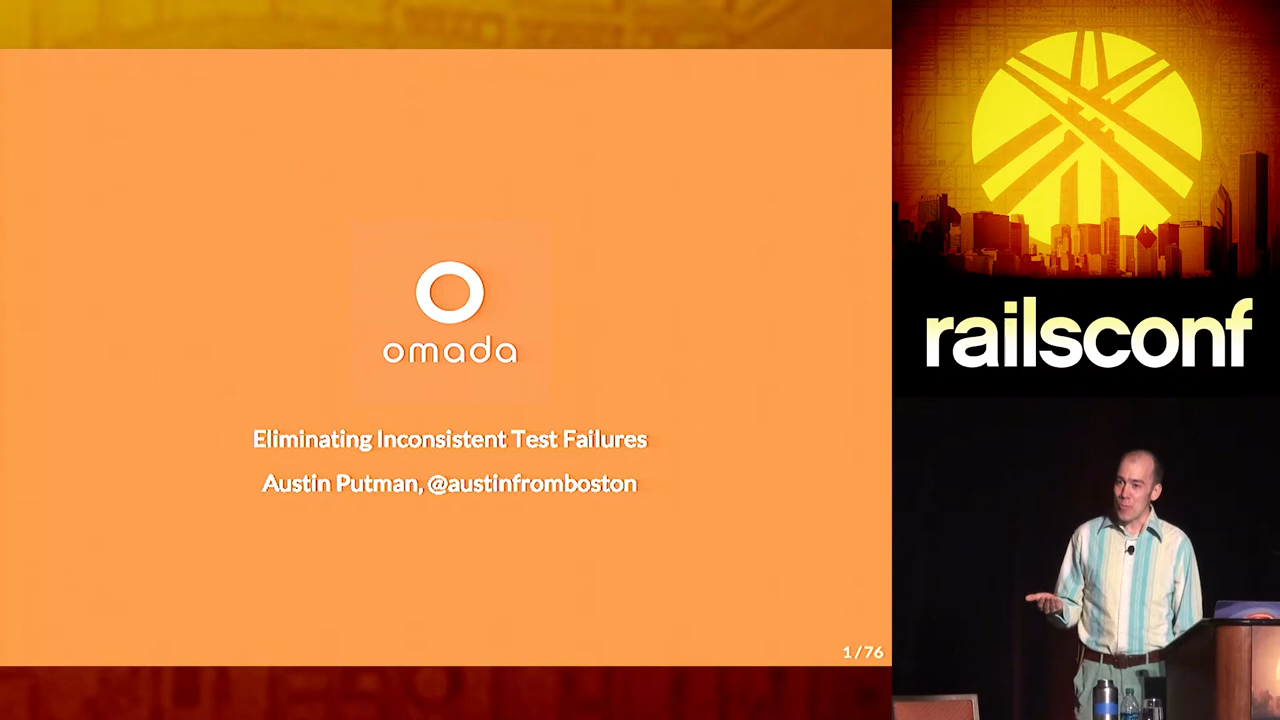 omada
Eliminating Inconsistent Test Failures
Austin Putman, @austinfromboston
1/76
railsconf